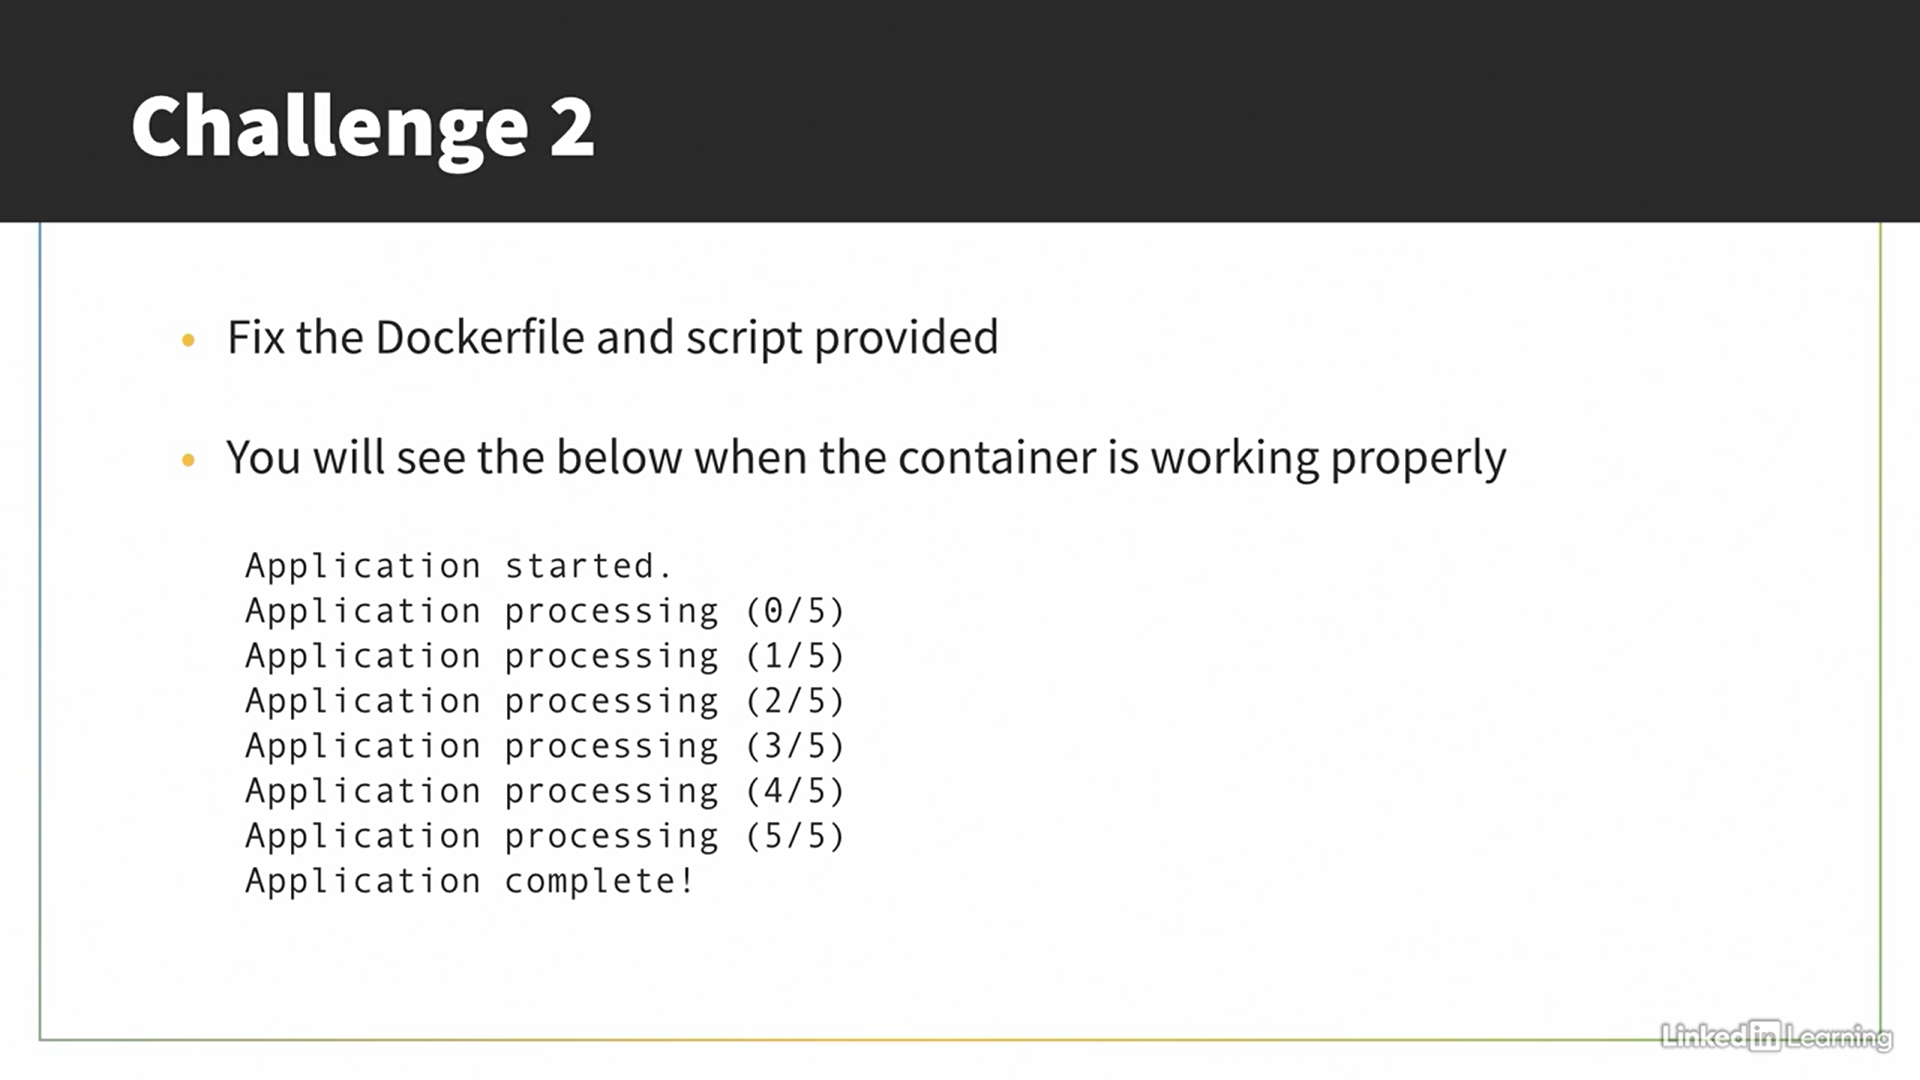 Challenge 2
• Fix the Dockerfile and script provided
• You will see the below when the container is working properly
Application started.
Application processing (0/5)
Application processing (1/5)
Application processing (2/5)
Application processing (3/5)
Application processing (4/5)
Application processing (5/5)
Application complete!
Linked in Learning